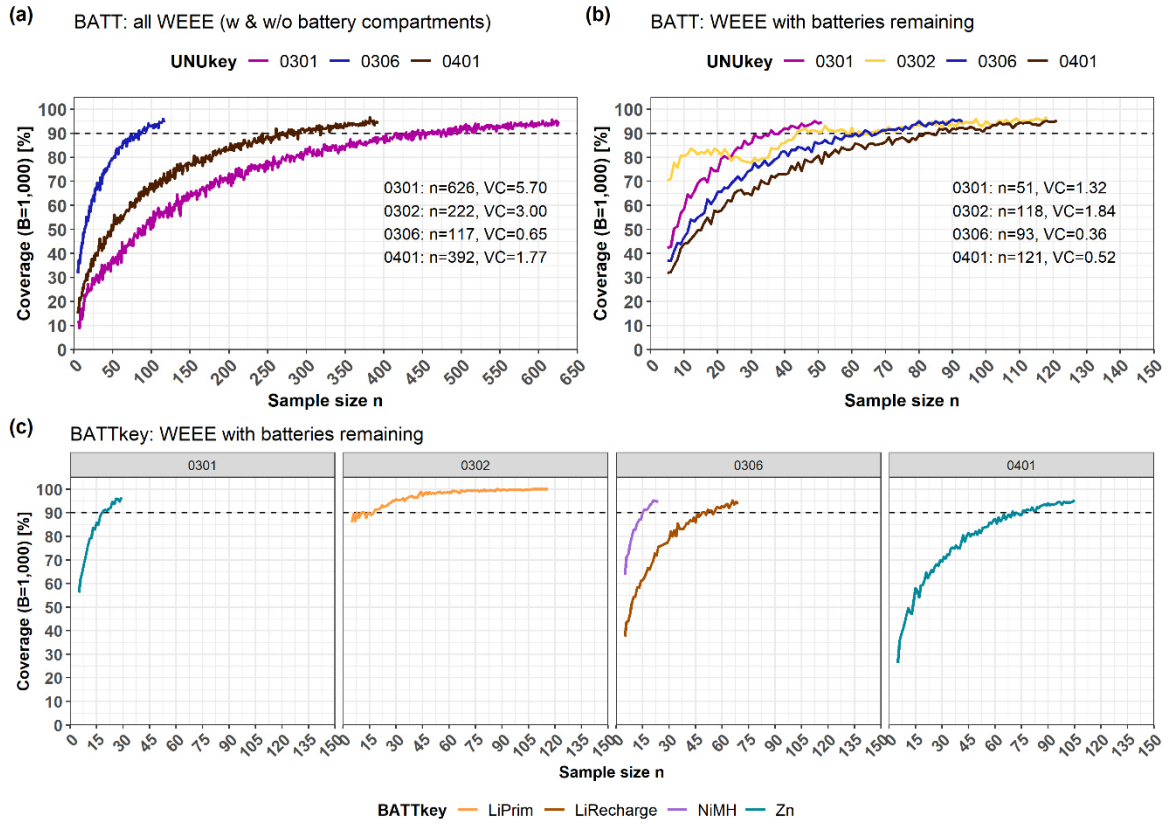 (a) BATT: all WEEE (w & w/o battery compartments)
UNUkey 0301 0306 0401
Coverage (B=1,000) [%]
100
90
80
70
60
50
40
30
20
10
0
0301: n=626, VC=5.70
0302: n=222, VC=3.00
0306: n=117, VC=0.65
0401: n=392, VC=1.77
0 50 100 150 200 250 300 350 400 450 500 550 600 650
Sample size n
(b) BATT: WEEE with batteries remaining
UNUkey 0301 0302 0306 0401
Coverage (B=1,000) [%]
100
90
80
70
60
50
40
30
20
10
0
0301: n=51, VC=1.32
0302: n=118, VC=1.84
0306: n=93, VC=0.36
0401: n=121, VC=0.52
0 10 20 30 40 50 60 70 80 90 100 110 120 130 140 150
Sample size n
(c) BATTkey: WEEE with batteries remaining
0301 0302 0306 0401
Coverage (B=1,000) [%]
100
90
80
70
60
50
40
30
20
10
0
0 15 30 45 60 75 90 105 120 135 150
0 15 30 45 60 75 90 105 120 135 150
0 15 30 45 60 75 90 105 120 135 150
0 15 30 45 60 75 90 105 120 135 150
Sample size n
BATTkey LiPrim LiRecharge NiMH Zn